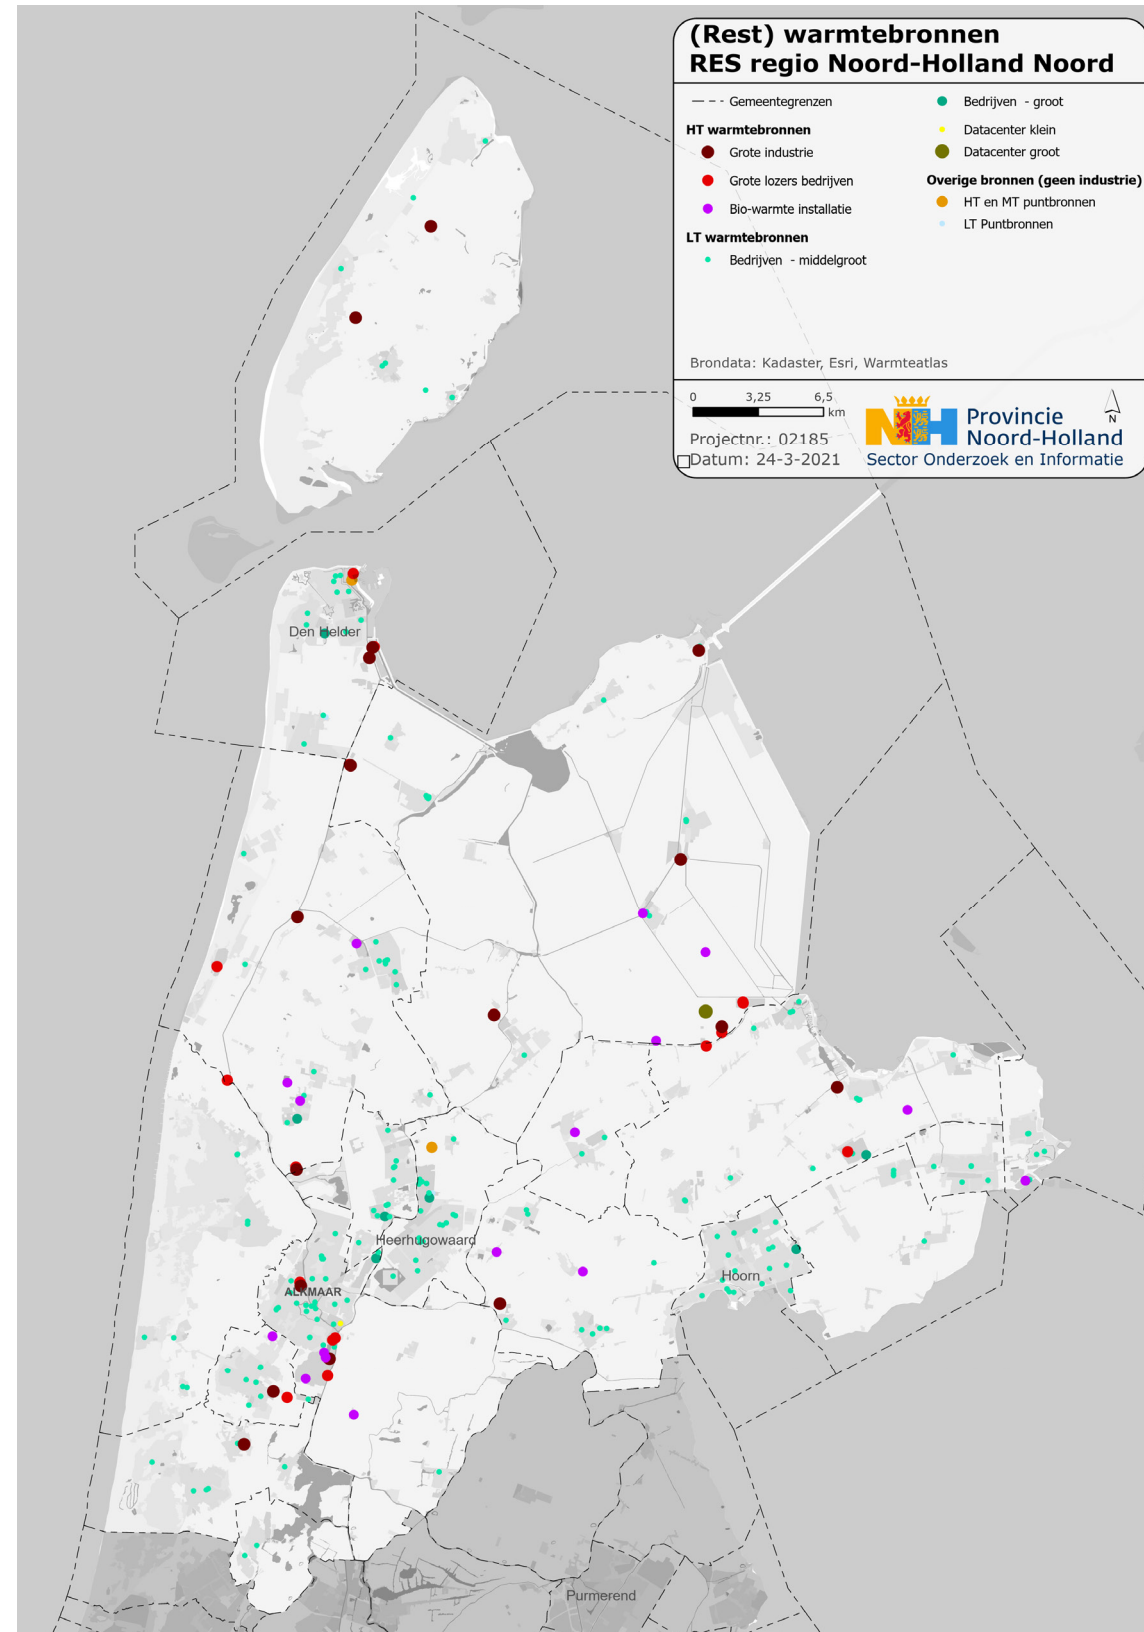 (Rest) warmtebronnen
RES regio Noord-Holland Noord
Gemeentegrenzen
HT warmtebronnen
Grote industrie
Grote lozers bedrijven
Bio-warmte installatie
LT warmtebronnen
Bedrijven - middelgroot
Bedrijven - groot
Datacenter klein
Datacenter groot
Overige bronnen (geen industrie)
HT en MT puntbronnen
LT Puntbronnen
Brondata: Kadaster, Esri, Warmteatlas
0 3,25 6,5
km
Projectnr.: 02185
Datum: 24-3-2021
NH
Provincie
Noord-Holland
Sector Onderzoek en Informatie
N
Den Helder
Heerhugowaard
Hoorn
ALKMAAR
Purmerend